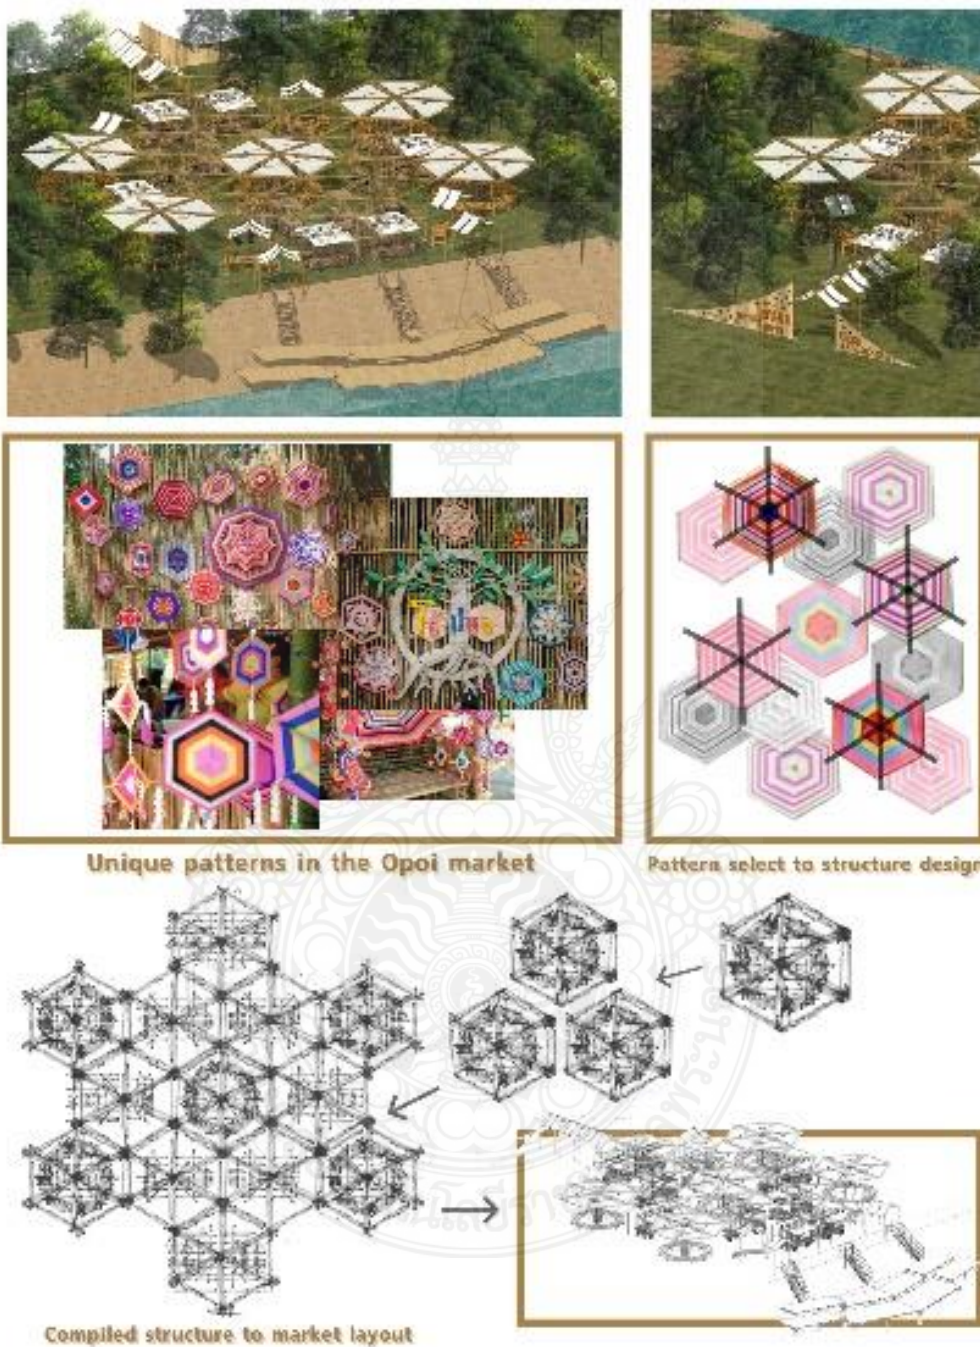 Unique patterns in the Opoi market
Pattern select to structure design
Compiled structure to market layout